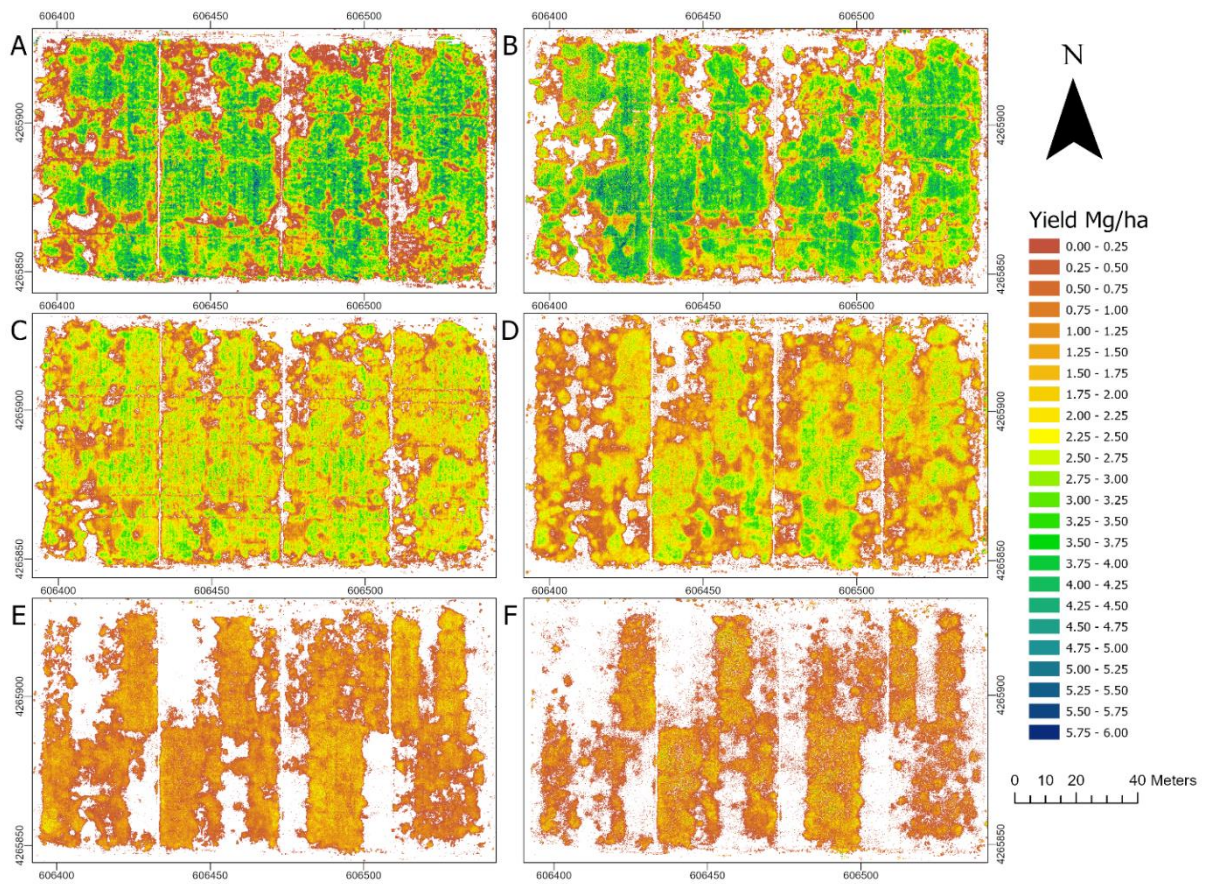 606400 606450 606500 606400 606450 606500
A B
4265900 4265900
4265850 4265850
606400 606450 606500
C D
4265900 4265900
4265850 4265850
606400 606450 606500 606400 606450 606500
E F
4265900 4265900
4265850 4265850
606400 606450 606500 606400 606450 606500
N
Yield Mg/ha
0.00 - 0.25
0.25 - 0.50
0.50 - 0.75
0.75 - 1.00
1.00 - 1.25
1.25 - 1.50
1.50 - 1.75
1.75 - 2.00
2.00 - 2.25
2.25 - 2.50
2.50 - 2.75
2.75 - 3.00
3.00 - 3.25
3.25 - 3.50
3.50 - 3.75
3.75 - 4.00
4.00 - 4.25
4.25 - 4.50
4.50 - 4.75
4.75 - 5.00
5.00 - 5.25
5.25 - 5.50
5.50 - 5.75
5.75 - 6.00
0 10 20 40 Meters